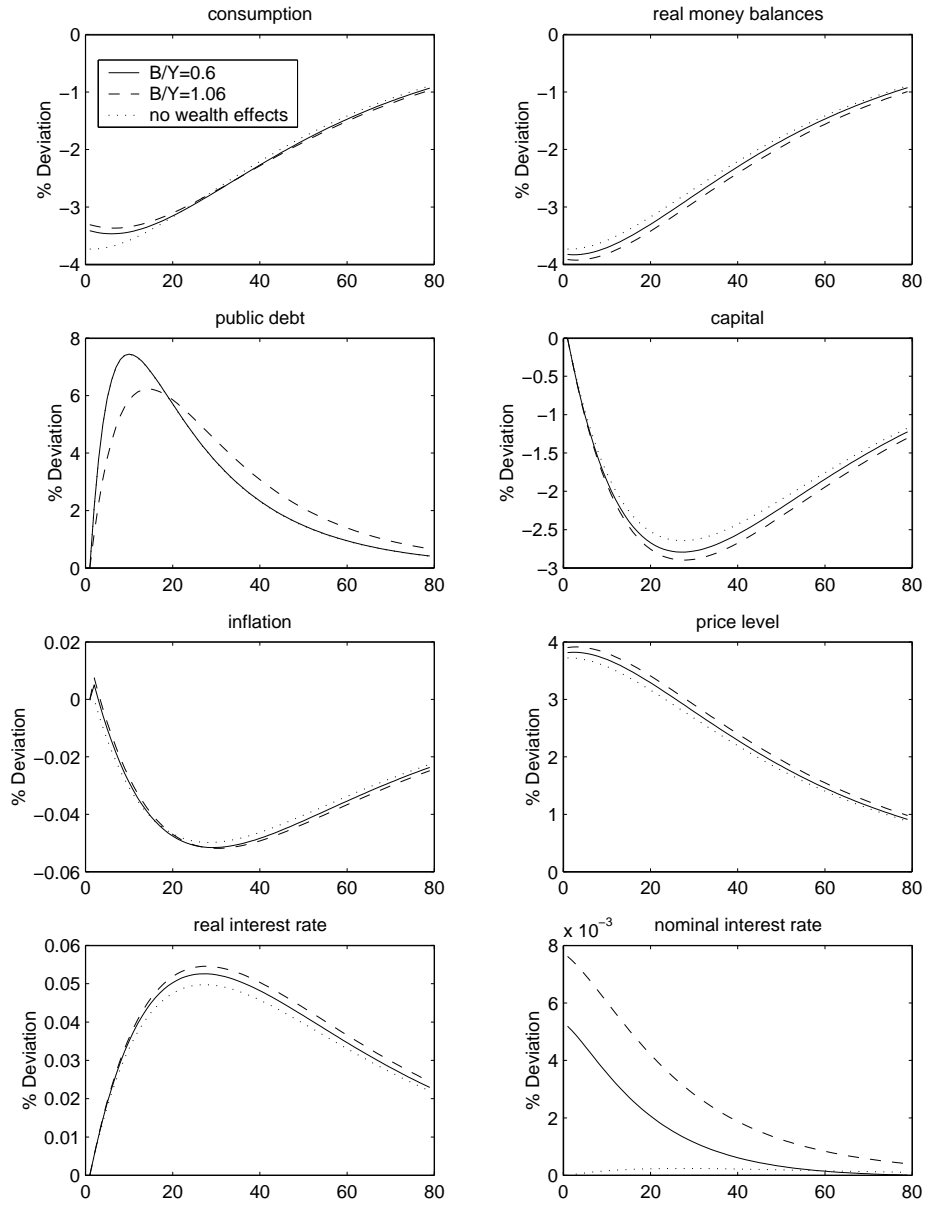 consumption
0
−1
−2
−3
−4
% Deviation
B/Y=0.6
B/Y=1.06
no wealth effects
0 20 40 60 80
real money balances
0
−1
−2
−3
−4
% Deviation
0 20 40 60 80
public debt
8
6
4
2
0
% Deviation
0 20 40 60 80
capital
0
−0.5
−1
−1.5
−2
−2.5
−3
% Deviation
0 20 40 60 80
inflation
0.02
0
−0.02
−0.04
−0.06
% Deviation
0 20 40 60 80
price level
4
3
2
1
0
% Deviation
0 20 40 60 80
real interest rate
0.06
0.05
0.04
0.03
0.02
0.01
0
% Deviation
0 20 40 60 80
nominal interest rate
x 10−3
8
6
4
2
0
% Deviation
0 20 40 60 80